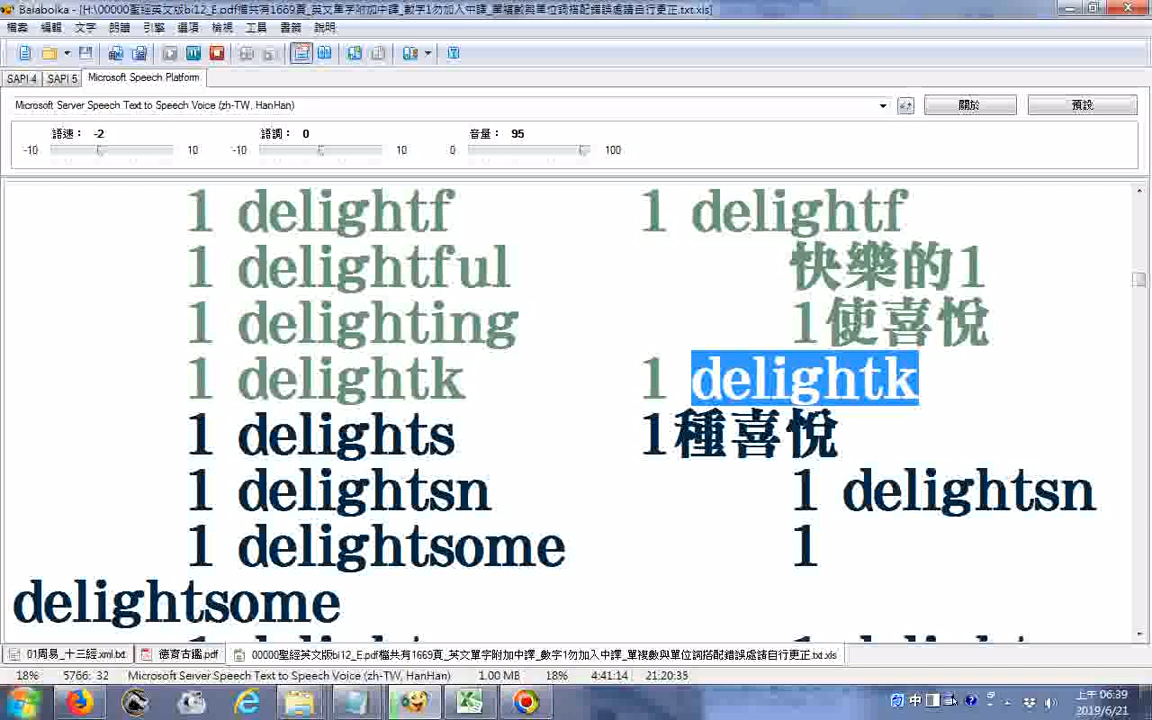 Balabolka - [H:\00000聖經英文版bi12_E.pdf檔共有1669頁_英文單字附加中譯_數字1勿加入中譯_單複數與單位詞搭配錯誤處請自行更正.txt.xls]
檔案 編輯 文字 朗讀 引擎 選項 檢視 工具 書籤 說明
SAPI 4 SAPI 5 Microsoft Speech Platform
Microsoft Server Speech Text to Speech Voice (zh-TW, HanHan) 關於 預設
語速： -2 語調： 0 音量： 95
-10 10 -10 10 0 100
1 delightf 1 delightf
1 delightful 快樂的1
1 delighting 1使喜悅
1 delightk 1 delightk
1 delights 1種喜悅
1 delightsn 1 delightsn
1 delightsome 1
delightsome
01周易_十三經.xml.txt 德育古鑑.pdf 00000聖經英文版bi12_E.pdf檔共有1669頁_英文單字附加中譯_數字1勿加入中譯_單複數與單位詞搭配錯誤處請自行更正.txt.xls
18% 5766: 32 Microsoft Server Speech Text to Speech Voice (zh-TW, HanHan) 1.00 MB 18% 4:41:14 21:20:35
中 上午 06:39
2019/6/21